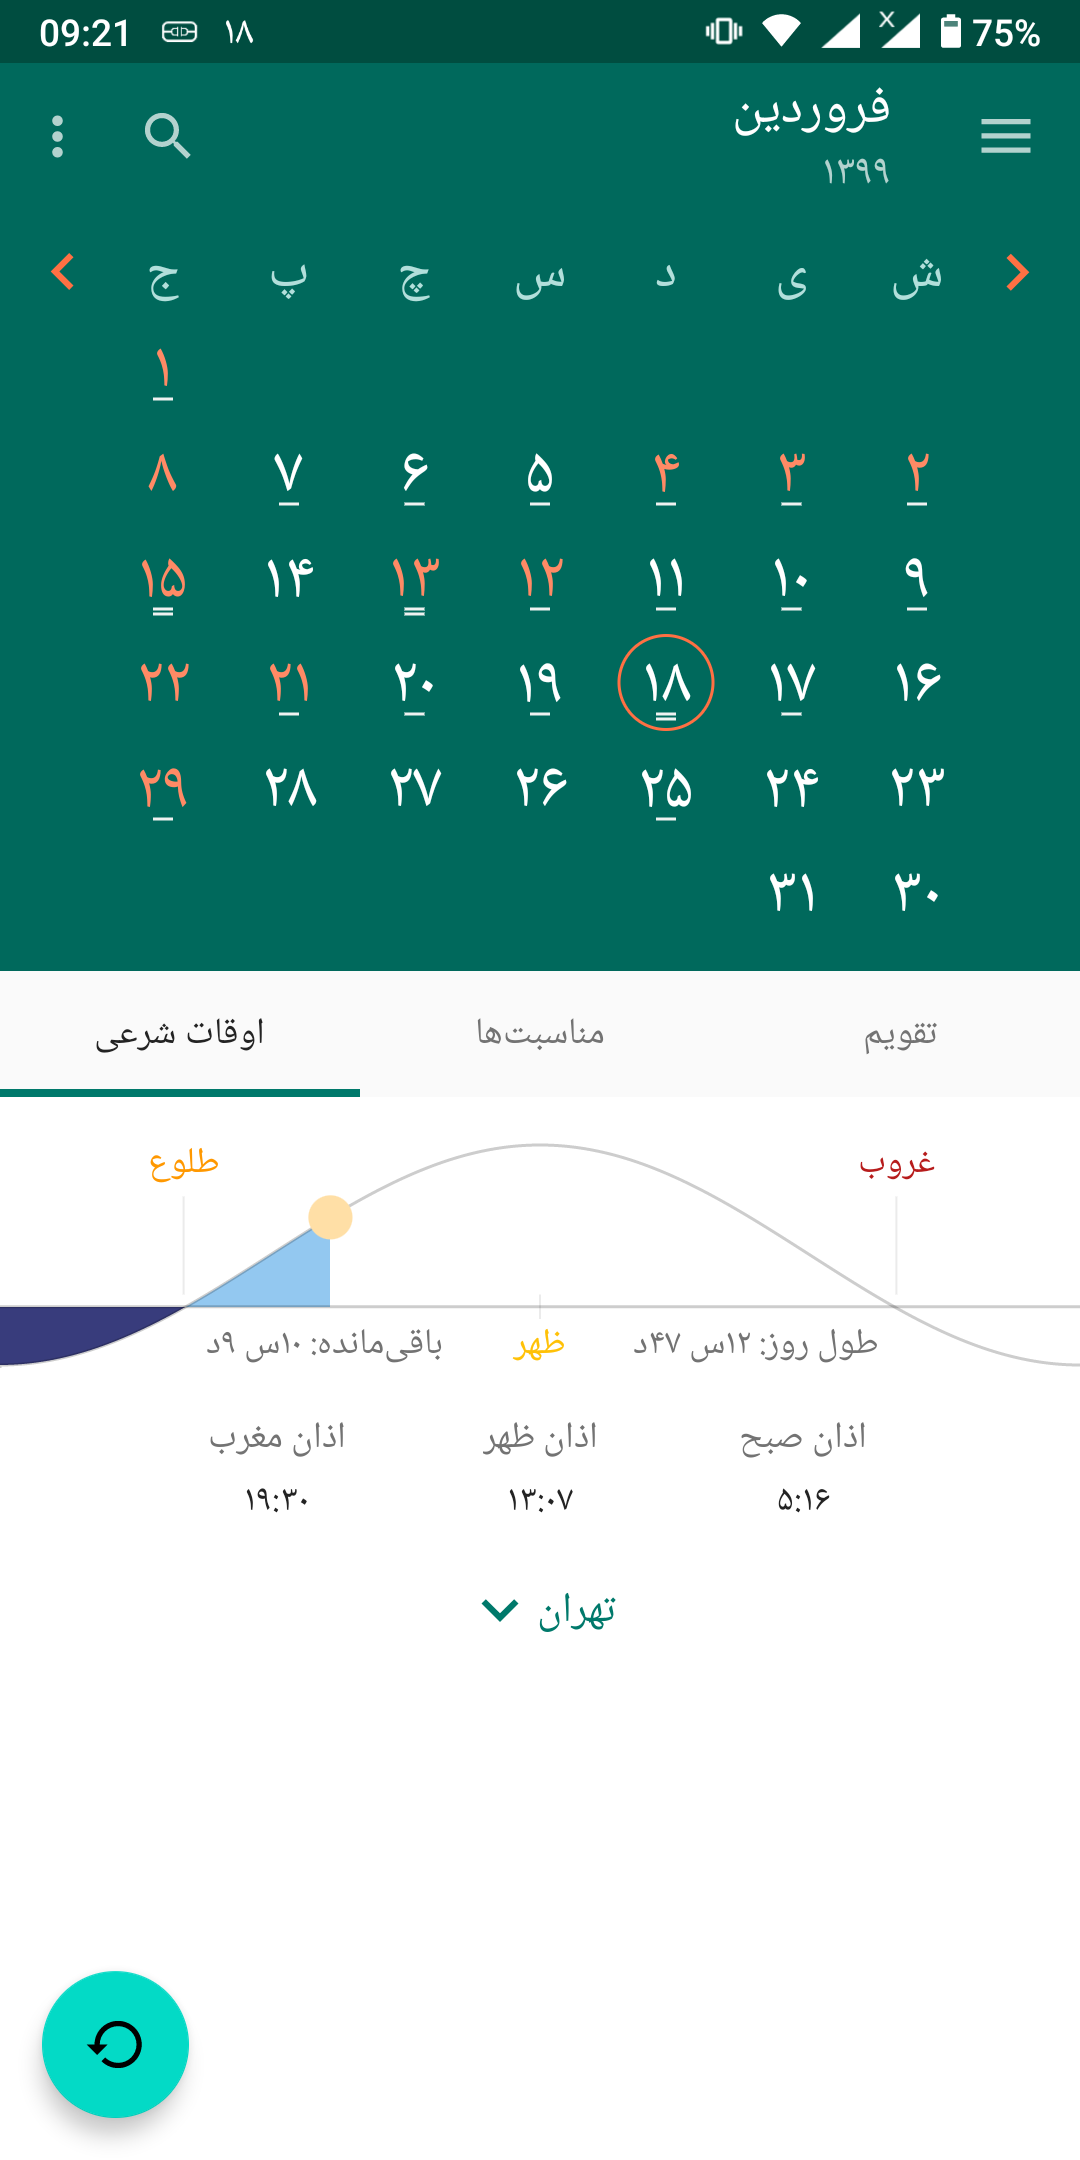 09:21 ۱۸ 75%
فروردین
۱۳۹۹
ش ی د س چ پ ج
۱
۲ ۳ ۴ ۵ ۶ ۷ ۸
۹ ۱۰ ۱۱ ۱۲ ۱۳ ۱۴ ۱۵
۱۶ ۱۷ ۱۸ ۱۹ ۲۰ ۲۱ ۲۲
۲۳ ۲۴ ۲۵ ۲۶ ۲۷ ۲۸ ۲۹
۳۰ ۳۱
تقویم مناسبت‌ها اوقات شرعی
غروب طلوع
طول روز: ۱۲س ۴۷د ظهر باقی‌مانده: ۱۰س ۹د
اذان صبح اذان ظهر اذان مغرب
۵:۱۶ ۱۳:۰۷ ۱۹:۳۰
تهران